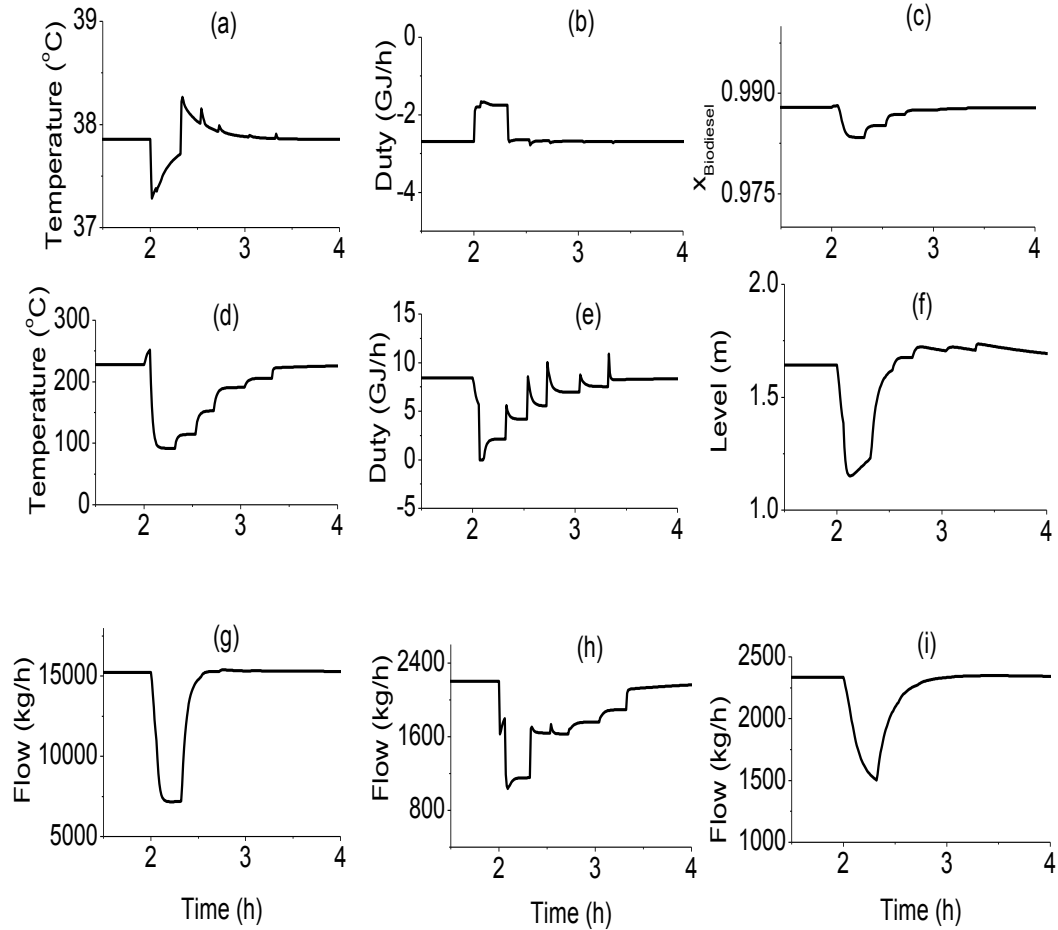 (a)
Temperature (°C)
39
38
37
2
3
4
(b)
Duty (GJ/h)
0
-2
-4
2
3
4
(c)
xBiodiesel
0.990
0.975
2
3
4
(d)
Temperature (°C)
300
200
100
0
2
3
4
(e)
Duty (GJ/h)
15
10
5
0
-5
2
3
4
(f)
Level (m)
2.0
1.5
1.0
2
3
4
(g)
Flow (kg/h)
15000
10000
5000
2
3
4
Time (h)
(h)
Flow (kg/h)
2400
1600
800
2
3
4
Time (h)
(i)
Flow (kg/h)
2500
2000
1500
1000
2
3
4
Time (h)